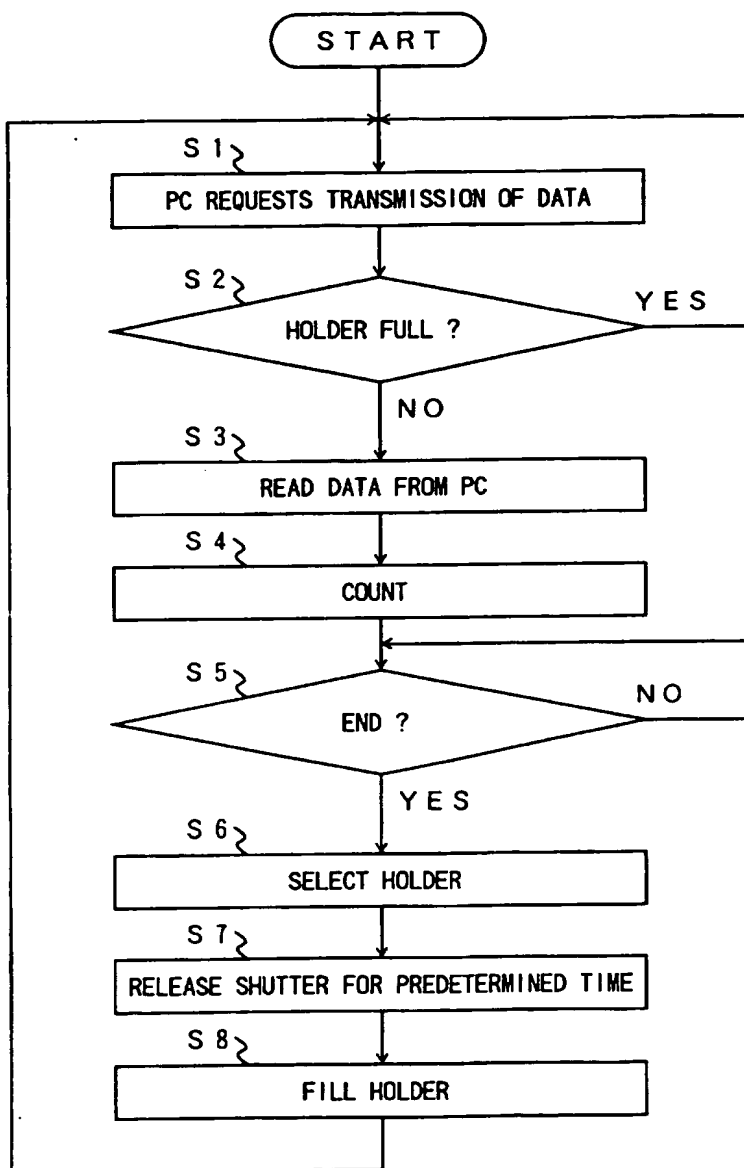 START
S1
PC REQUESTS TRANSMISSION OF DATA
S2
HOLDER FULL ?
YES
NO
S3
READ DATA FROM PC
S4
COUNT
S5
END ?
NO
YES
S6
SELECT HOLDER
S7
RELEASE SHUTTER FOR PREDETERMINED TIME
S8
FILL HOLDER